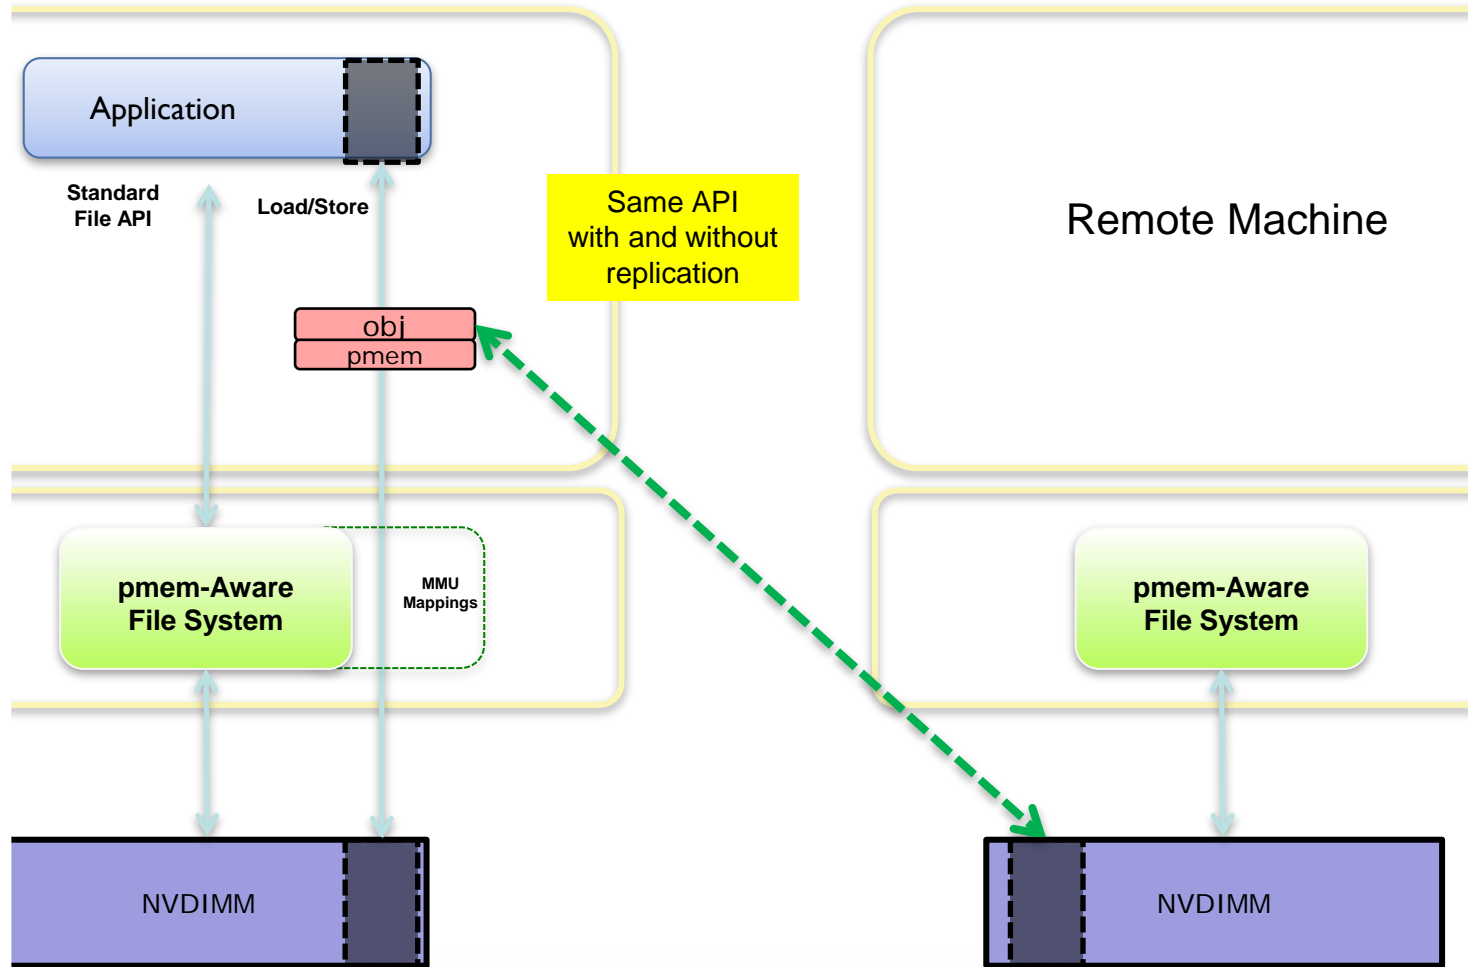 Application
Standard
File API
Load/Store
Same API
with and without
replication
Remote Machine
obj
pmem
pmem-Aware
File System
MMU
Mappings
pmem-Aware
File System
NVDIMM
NVDIMM